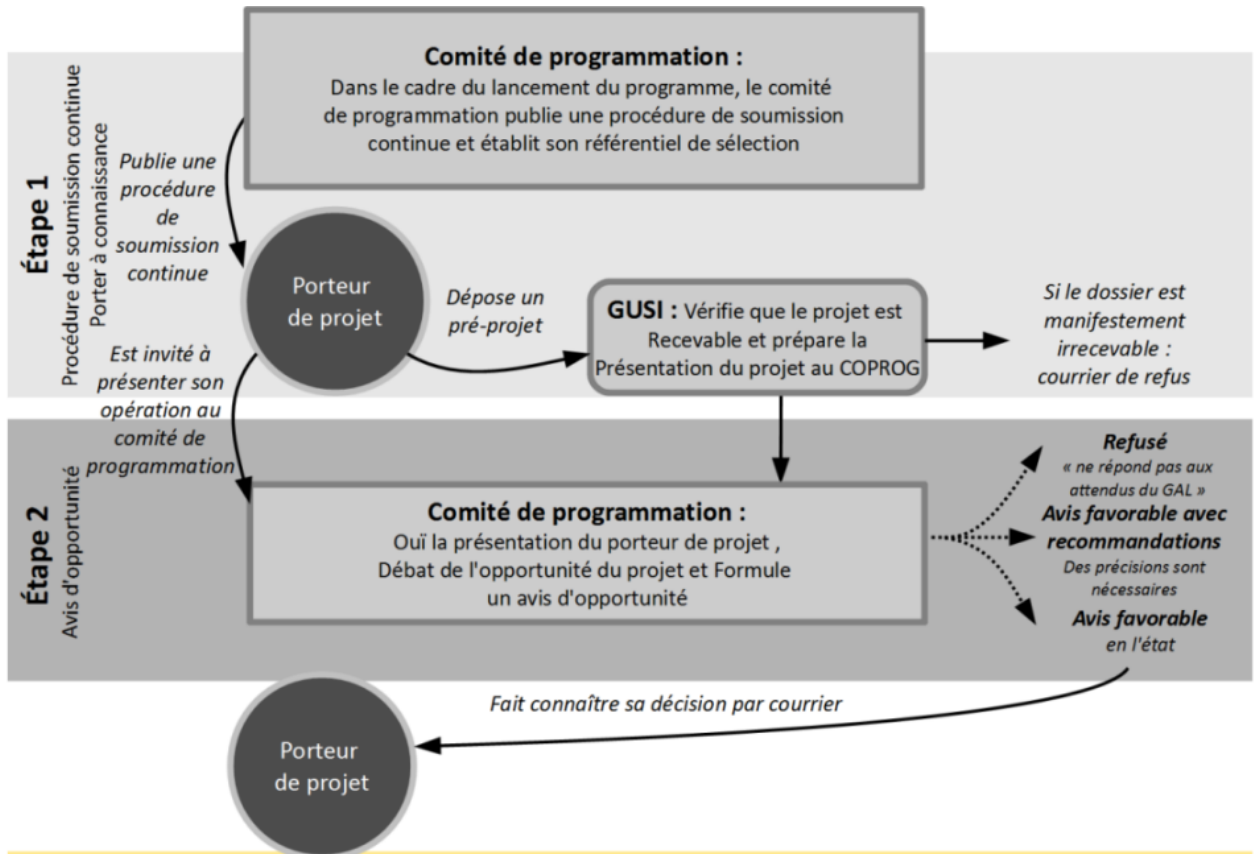 Comité de programmation :
Dans le cadre du lancement du programme, le comité
de programmation publie une procédure de soumission
continue et établit son référentiel de sélection
Étape 1
Procédure de soumission continue
Porter à connaissance
Publie une
procédure
de
soumission
continue
Porteur
de projet
Dépose un
pré-projet
GUSI : Vérifie que le projet est
Recevable et prépare la
Présentation du projet au COPROG
Si le dossier est
manifestement
irrecevable :
courrier de refus
Est invité à
présenter son
opération au
comité de
programmation
Étape 2
Avis d'opportunité
Comité de programmation :
Ouï la présentation du porteur de projet ,
Débat de l'opportunité du projet et Formule
un avis d'opportunité
Refusé
« ne répond pas aux
attendus du GAL »
Avis favorable avec
recommandations
Des précisions sont
nécessaires
Avis favorable
en l'état
Fait connaître sa décision par courrier
Porteur
de projet